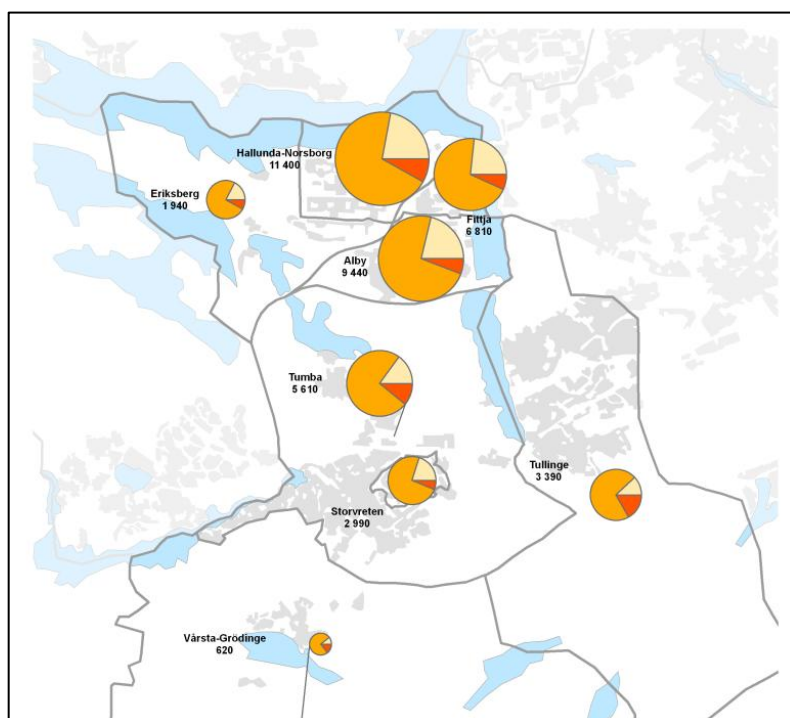 Hallunda-Norsborg
11 400
Eriksberg
1 940
Fittja
6 810
Alby
9 440
Tumba
5 610
Tullinge
3 390
Storvreten
2 990
Vårsta-Grödinge
620